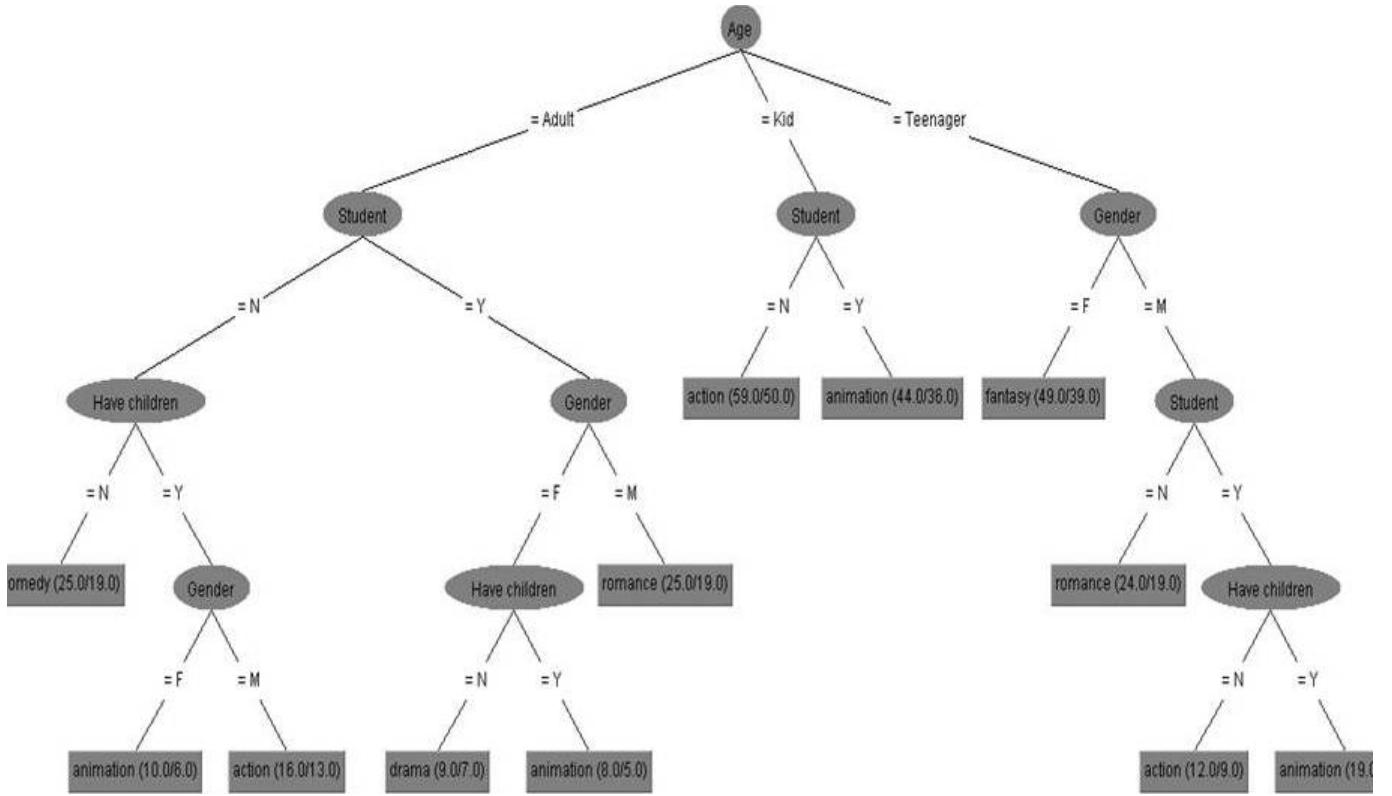 Age
= Adult
= Kid
= Teenager
Student
Student
Gender
= N
= Y
= N
= Y
= F
= M
Have children
Gender
action (59.0/50.0)
animation (44.0/36.0)
fantasy (49.0/39.0)
Student
= N
= Y
= F
= M
= N
= Y
omedy (25.0/19.0)
Gender
Have children
romance (25.0/19.0)
romance (24.0/19.0)
Have children
= F
= M
= N
= Y
= N
= Y
animation (10.0/6.0)
action (16.0/13.0)
drama (9.0/7.0)
animation (8.0/5.0)
action (12.0/9.0)
animation (19.0